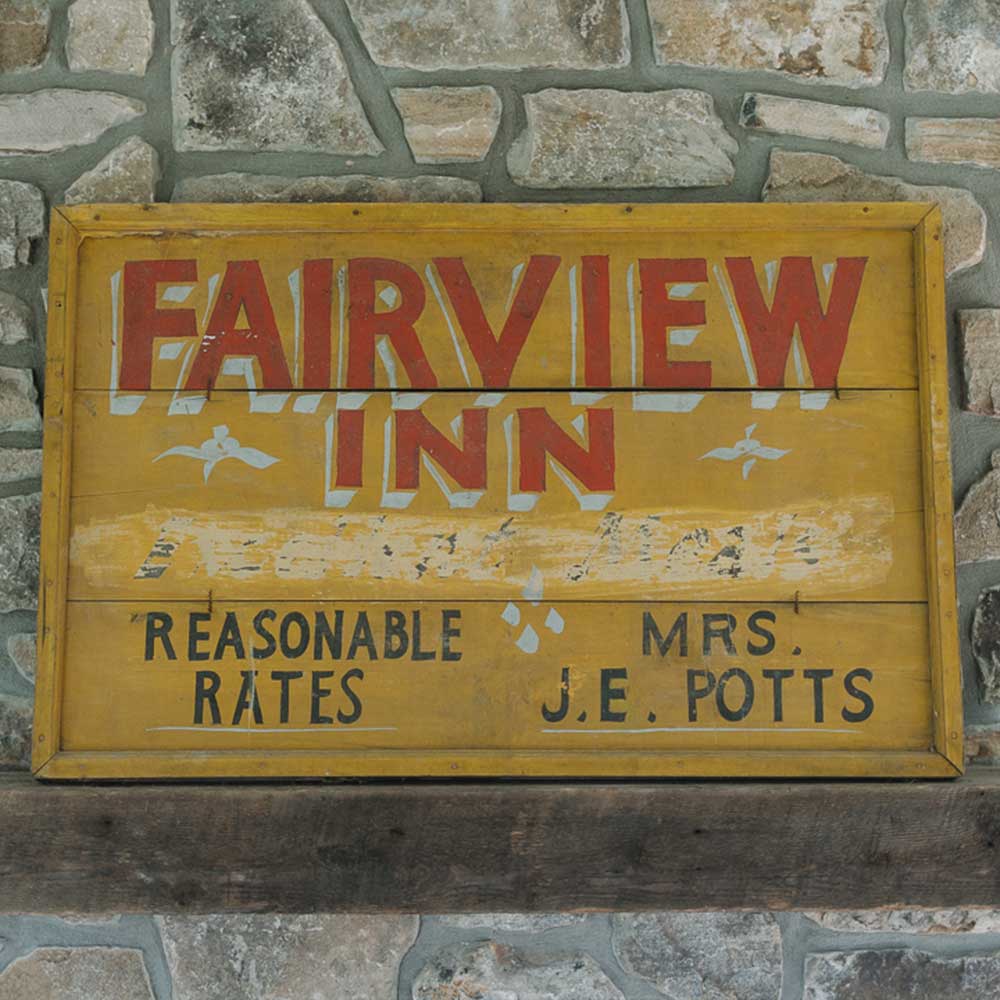 FAIRVIEW
INN
REASONABLE
RATES
MRS.
J.E. POTTS